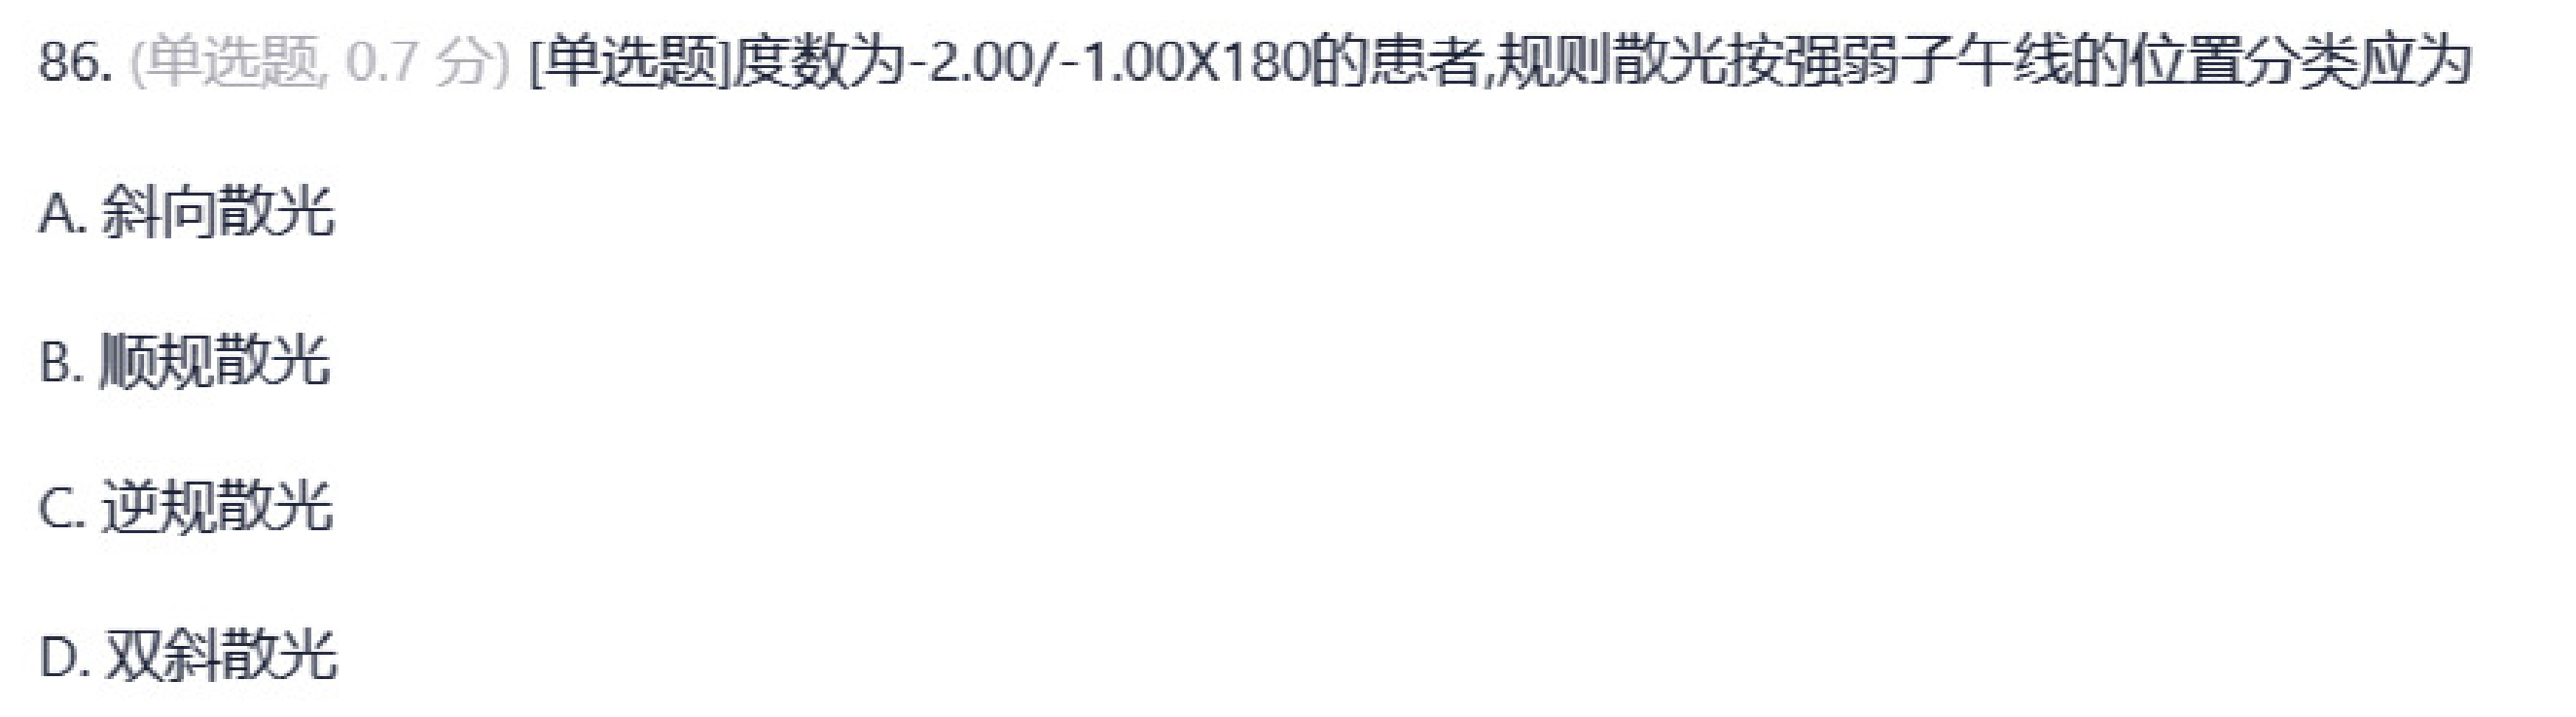 86. (单选题, 0.7 分) [单选题]度数为-2.00/-1.00X180的患者,规则散光按强弱子午线的位置分类应为
A. 斜向散光
B. 顺规散光
C. 逆规散光
D. 双斜散光